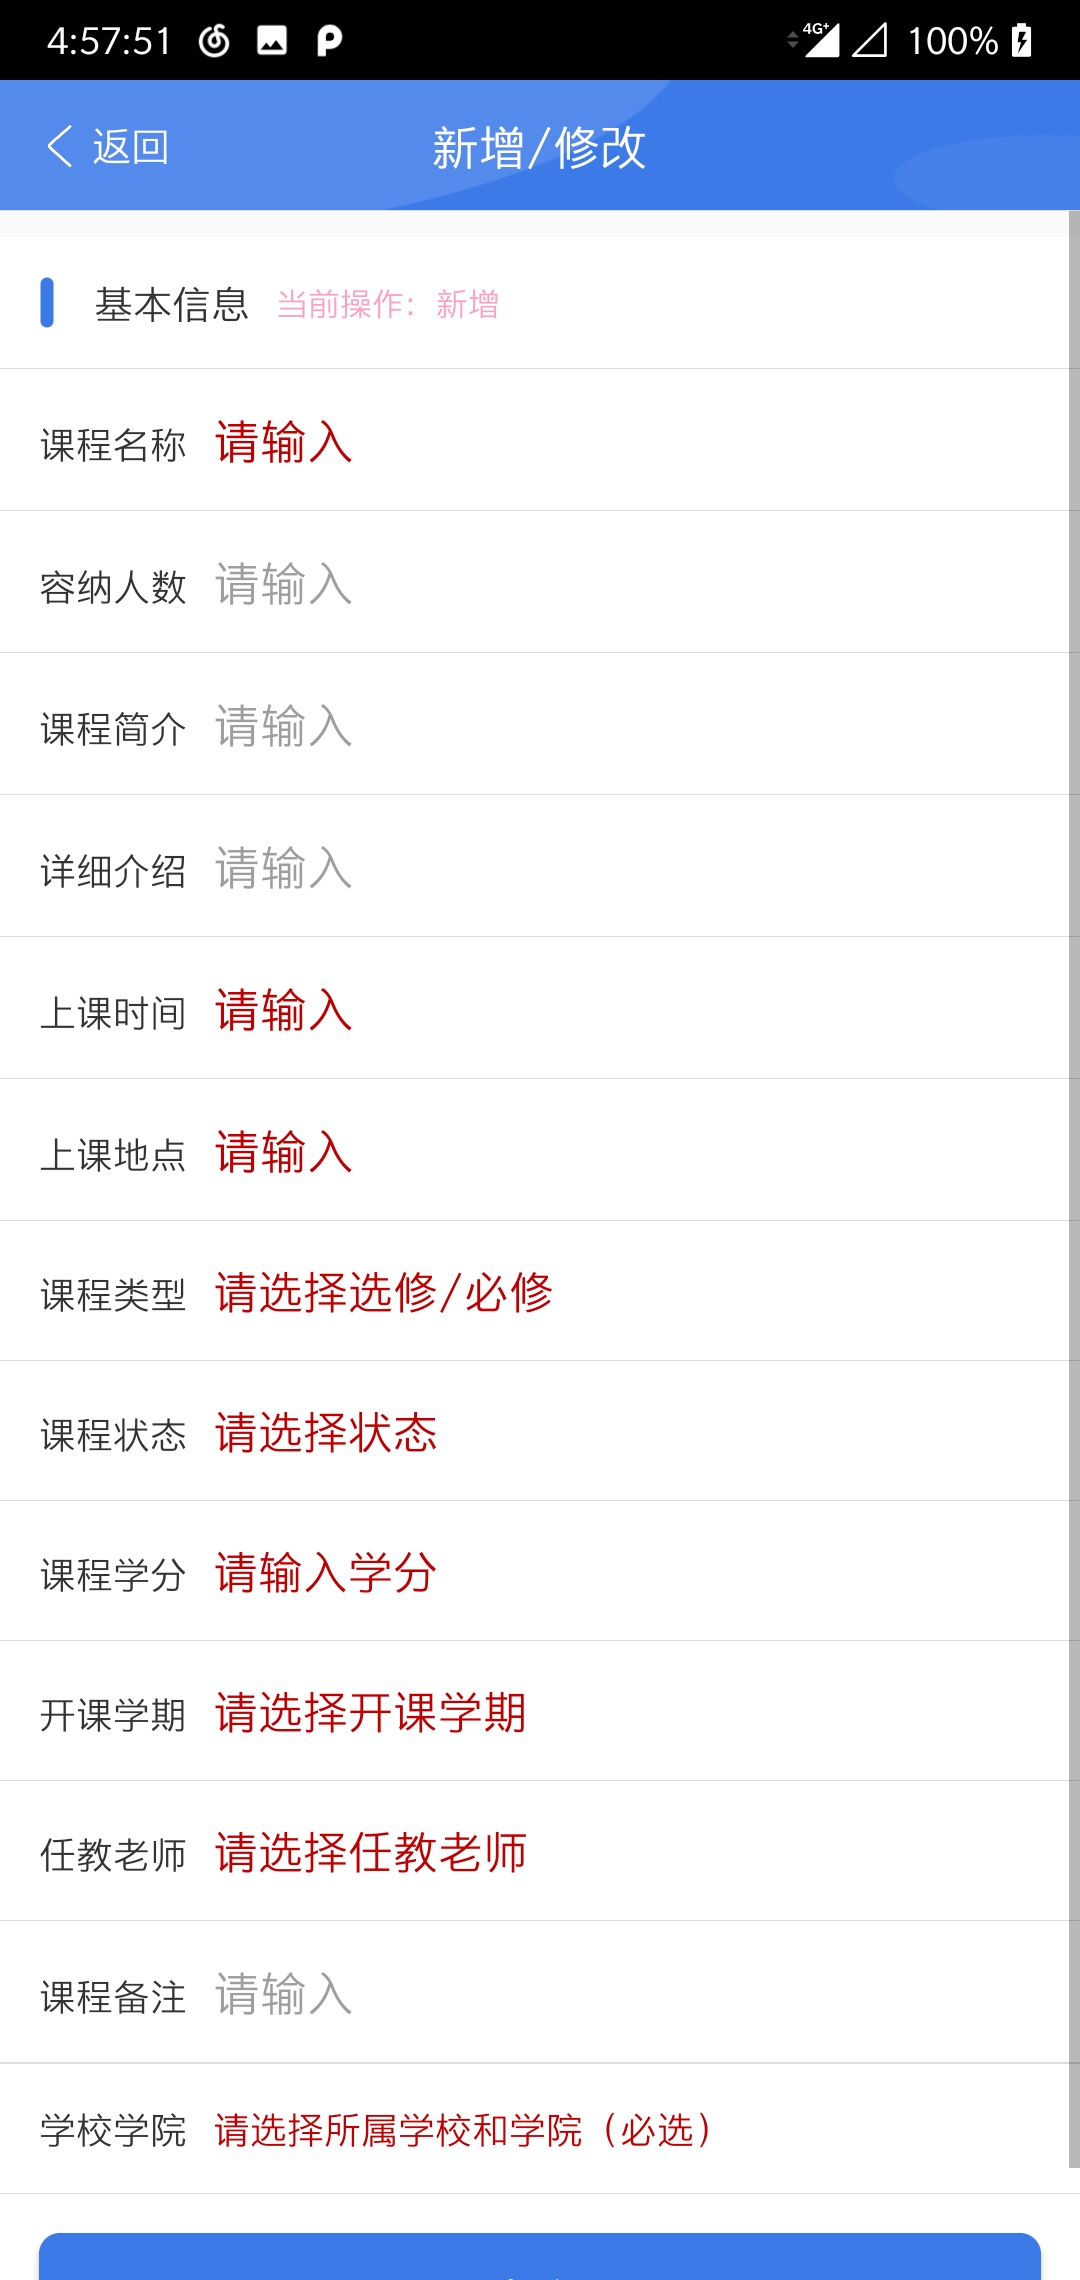 4:57:51 4G+ 100%
返回 新增/修改
基本信息 当前操作：新增
课程名称 请输入
容纳人数 请输入
课程简介 请输入
详细介绍 请输入
上课时间 请输入
上课地点 请输入
课程类型 请选择选修/必修
课程状态 请选择状态
课程学分 请输入学分
开课学期 请选择开课学期
任教老师 请选择任教老师
课程备注 请输入
学校学院 请选择所属学校和学院（必选）